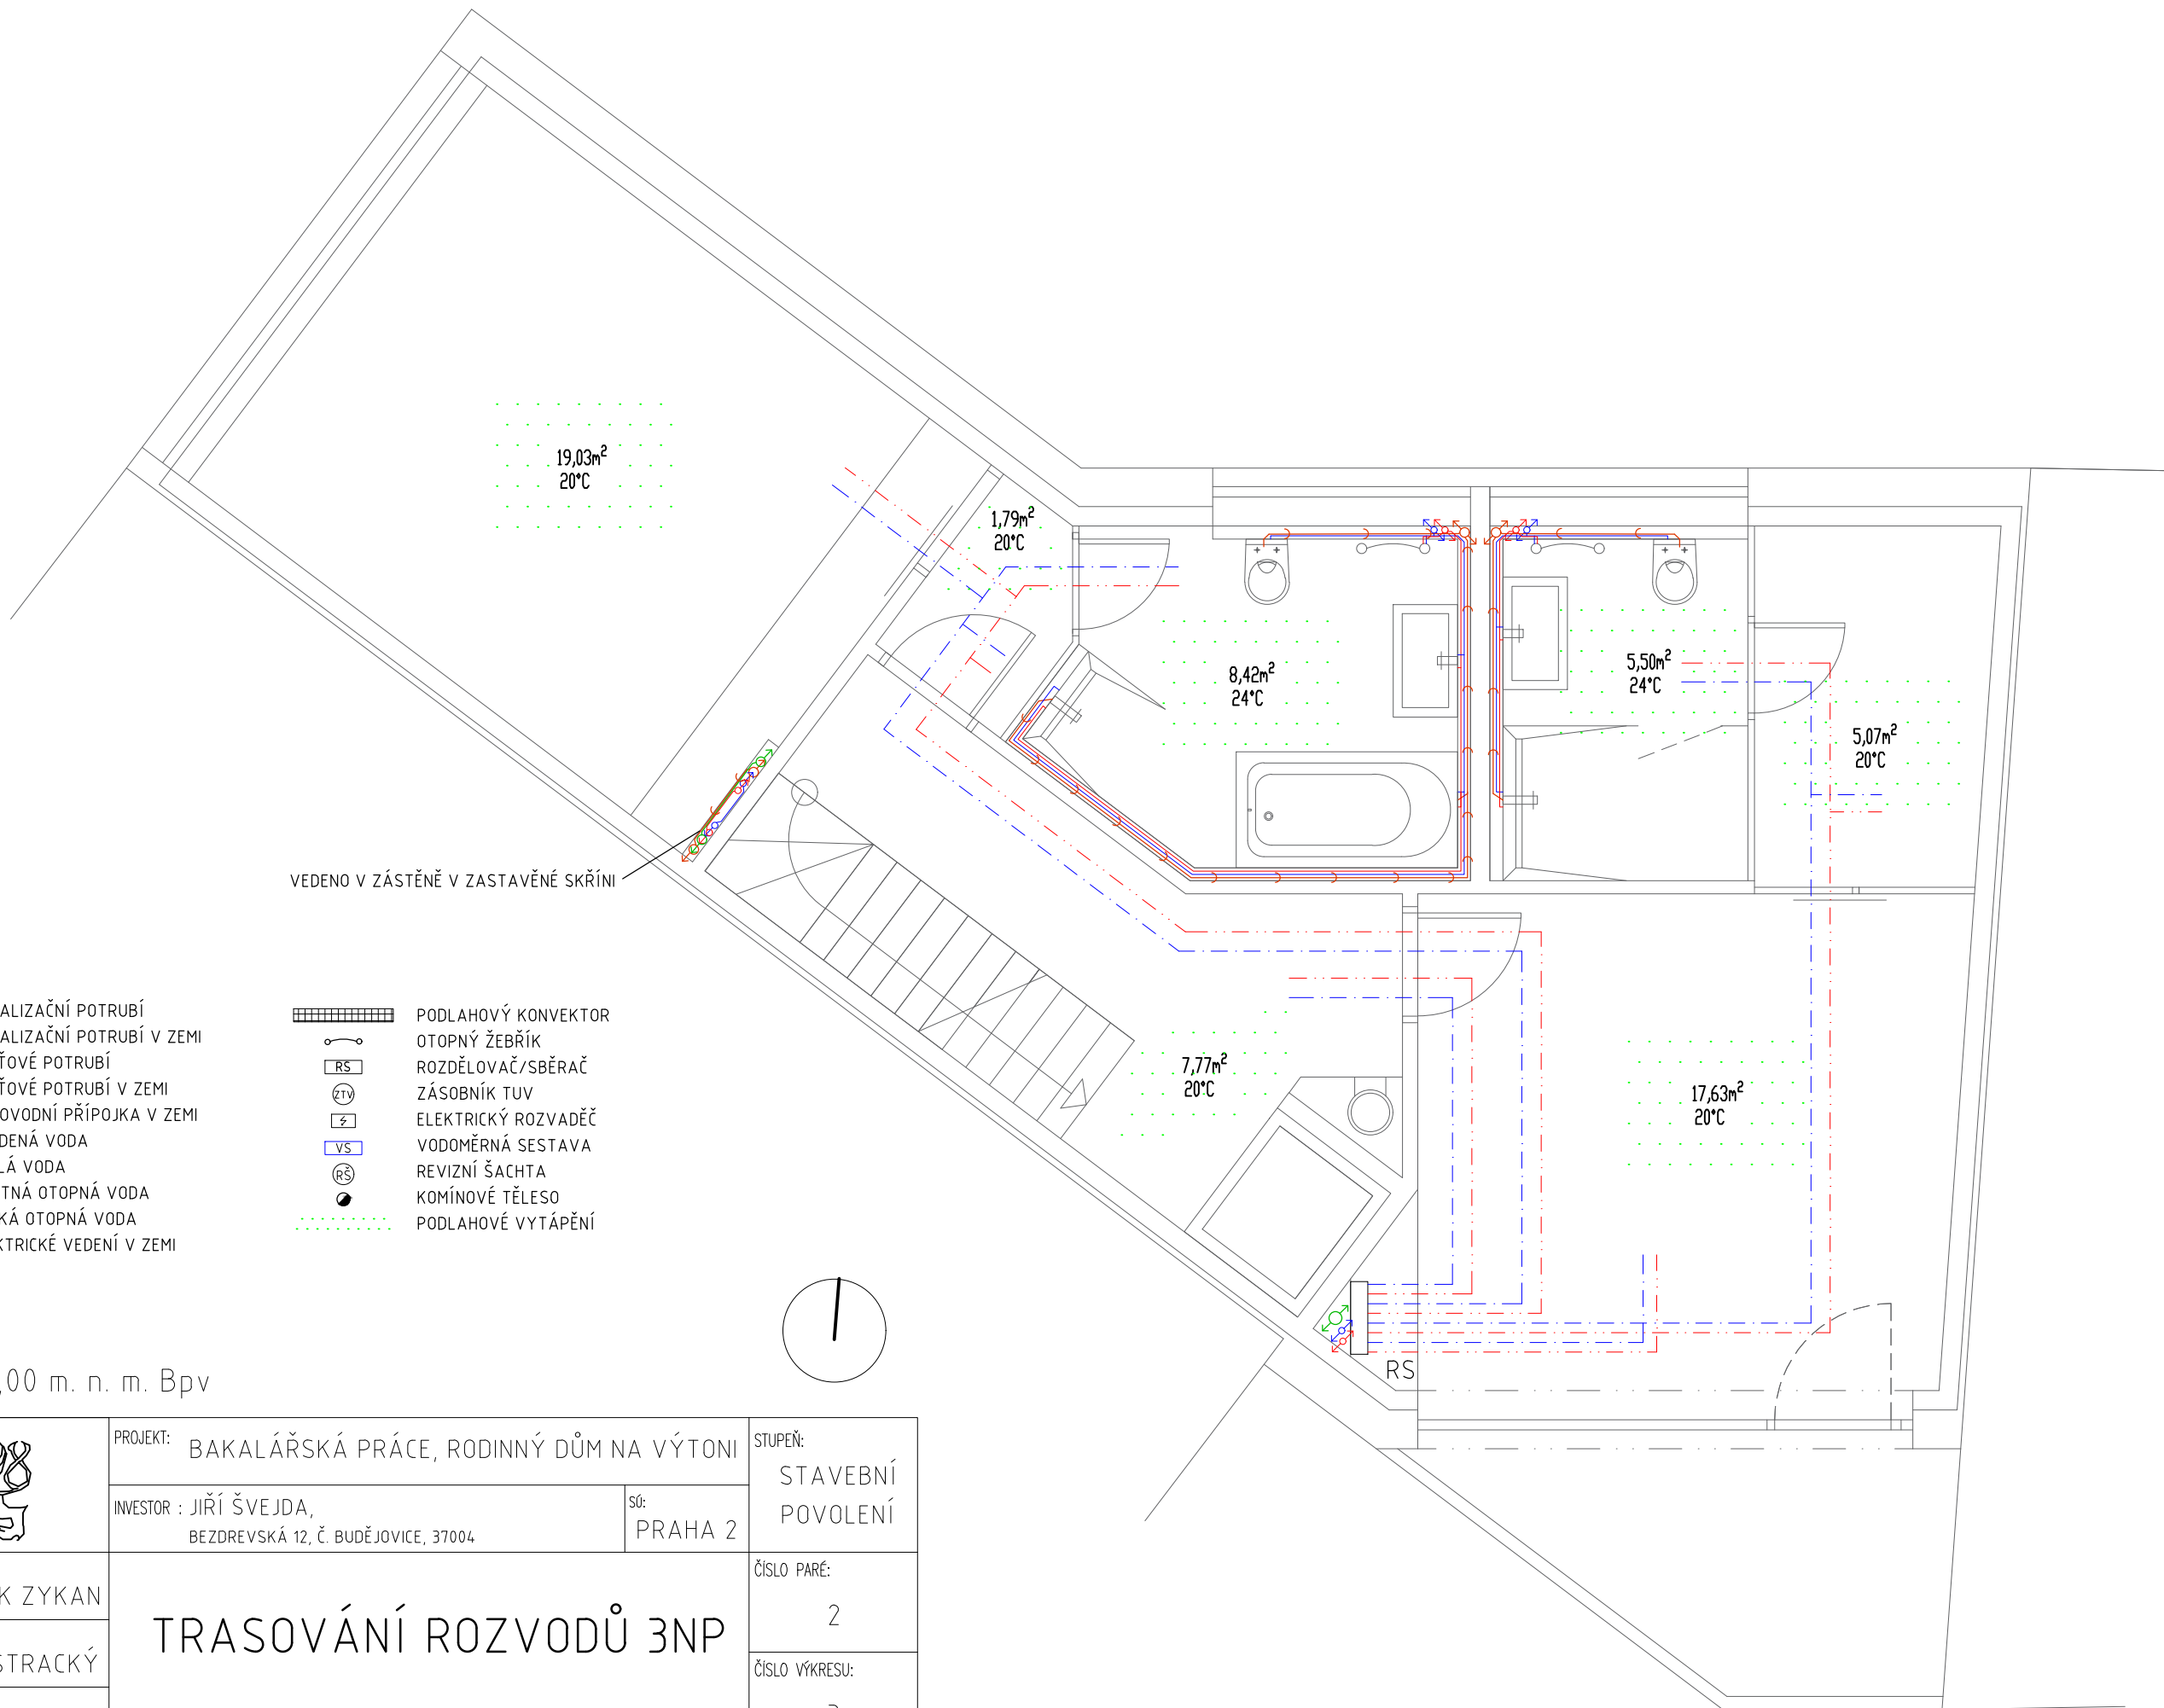 19,03m²
20°C
1,79m²
20°C
8,42m²
24°C
5,50m²
24°C
5,07m²
20°C
VEDENO V ZÁSTĚNĚ V ZASTAVĚNÉ SKŘÍNI
7,77m²
20°C
17,63m²
20°C
RS
ALIZAČNÍ POTRUBÍ
ALIZAČNÍ POTRUBÍ V ZEMI
ŤOVÉ POTRUBÍ
ŤOVÉ POTRUBÍ V ZEMI
OVODNÍ PŘÍPOJKA V ZEMI
DENÁ VODA
LÁ VODA
TNÁ OTOPNÁ VODA
KÁ OTOPNÁ VODA
KTRICKÉ VEDENÍ V ZEMI
PODLAHOVÝ KONVEKTOR
OTOPNÝ ŽEBŘÍK
RS ROZDĚLOVAČ/SBĚRAČ
ZTV ZÁSOBNÍK TUV
ELEKTRICKÝ ROZVADĚČ
VS VODOMĚRNÁ SESTAVA
RŠ REVIZNÍ ŠACHTA
KOMÍNOVÉ TĚLESO
PODLAHOVÉ VYTÁPĚNÍ
,00 m. n. m. Bpv
PROJEKT: BAKALÁŘSKÁ PRÁCE, RODINNÝ DŮM NA VÝTONI
STUPEŇ:
STAVEBNÍ
POVOLENÍ
INVESTOR : JIŘÍ ŠVEJDA,
BEZDREVSKÁ 12, Č. BUDĚJOVICE, 37004
SÚ:
PRAHA 2
K ZYKAN
STRACKÝ
TRASOVÁNÍ ROZVODŮ 3NP
ČÍSLO PARÉ:
2
ČÍSLO VÝKRESU: